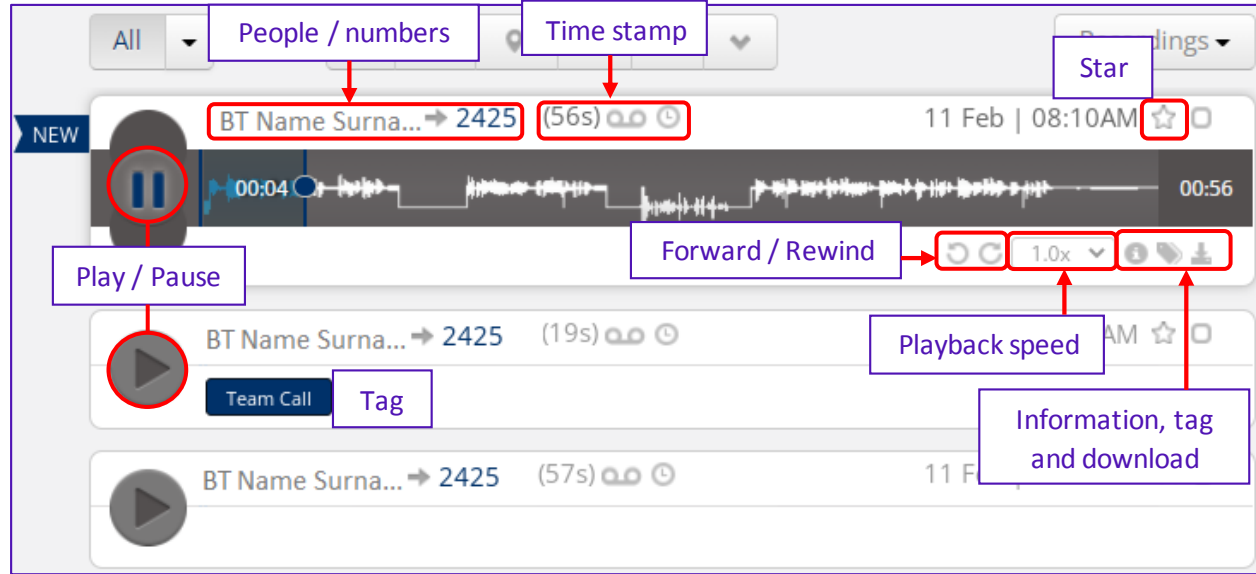 All People / numbers Time stamp dings
Star
NEW BT Name Surna... 2425 (56s) 11 Feb | 08:10AM
00:04 00:56
Forward / Rewind 1.0x
Play / Pause
BT Name Surna... 2425 (19s) AM
Playback speed
Team Call Tag
Information, tag
and download
BT Name Surna... 2425 (57s) 11 F